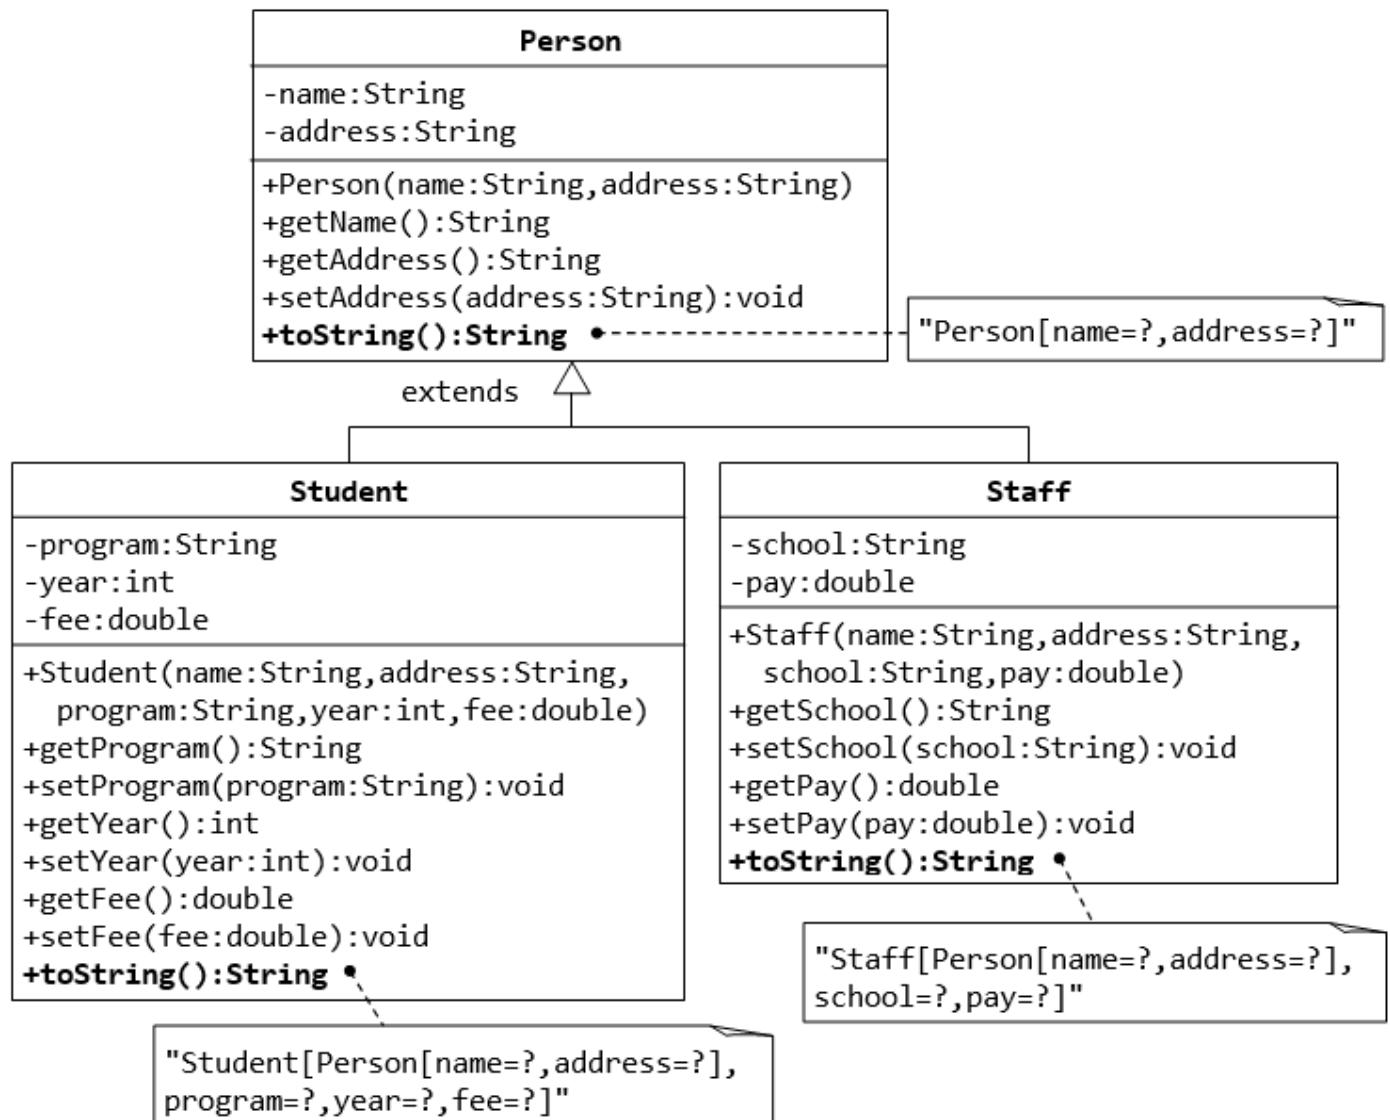 Person
-name:String
-address:String
+Person(name:String,address:String)
+getName():String
+getAddress():String
+setAddress(address:String):void
+toString():String
"Person[name=?,address=?]"
extends
Student
-program:String
-year:int
-fee:double
+Student(name:String,address:String,
program:String,year:int,fee:double)
+getProgram():String
+setProgram(program:String):void
+getYear():int
+setYear(year:int):void
+getFee():double
+setFee(fee:double):void
+toString():String
"Student[Person[name=?,address=?],
program=?,year=?,fee=?]"
Staff
-school:String
-pay:double
+Staff(name:String,address:String,
school:String,pay:double)
+getSchool():String
+setSchool(school:String):void
+getPay():double
+setPay(pay:double):void
+toString():String
"Staff[Person[name=?,address=?],
school=?,pay=?]"